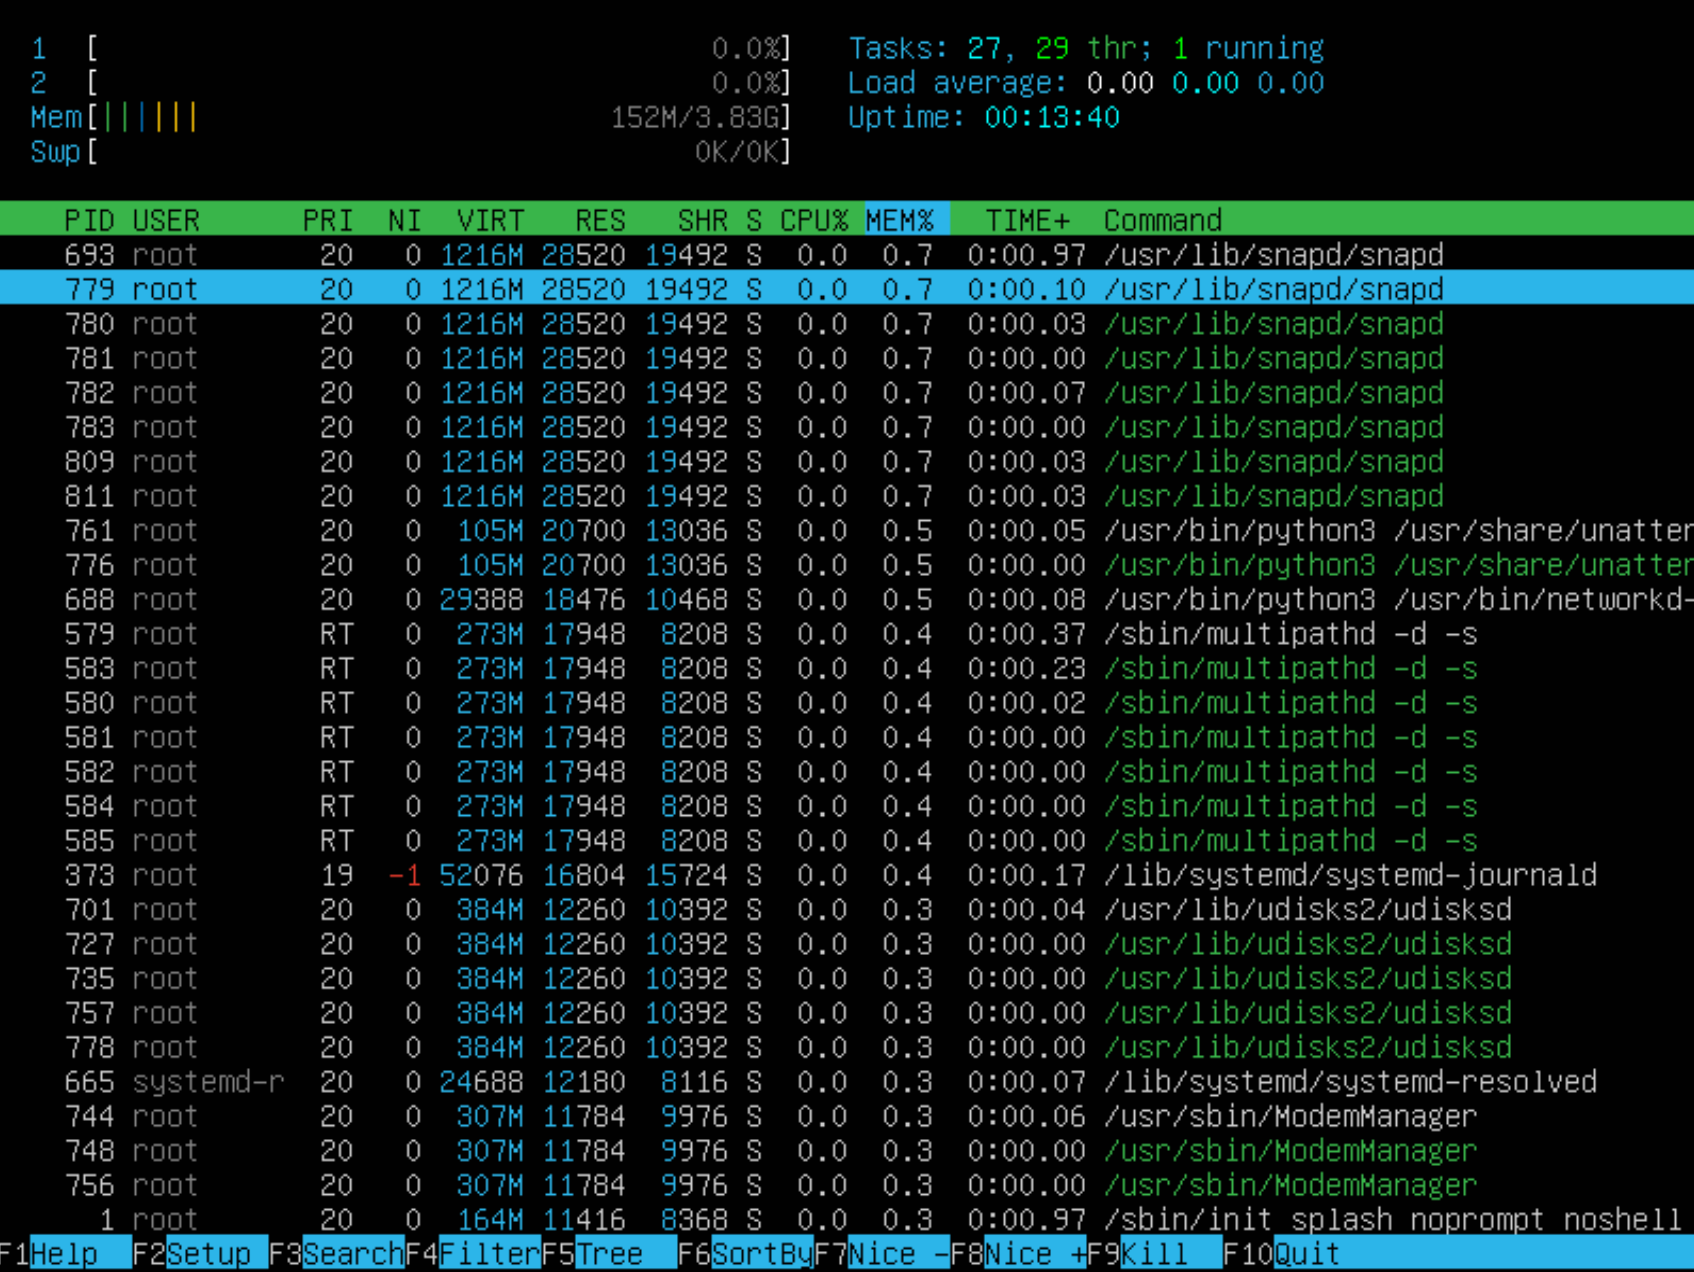 1 [ 0.0%] Tasks: 27, 29 thr; 1 running
2 [ 0.0%] Load average: 0.00 0.00 0.00
Mem[|||||| 152M/3.83G] Uptime: 00:13:40
Swp[ 0K/0K]
PID USER PRI NI VIRT RES SHR S CPU% MEM% TIME+ Command
693 root 20 0 1216M 28520 19492 S 0.0 0.7 0:00.97 /usr/lib/snapd/snapd
779 root 20 0 1216M 28520 19492 S 0.0 0.7 0:00.10 /usr/lib/snapd/snapd
780 root 20 0 1216M 28520 19492 S 0.0 0.7 0:00.03 /usr/lib/snapd/snapd
781 root 20 0 1216M 28520 19492 S 0.0 0.7 0:00.00 /usr/lib/snapd/snapd
782 root 20 0 1216M 28520 19492 S 0.0 0.7 0:00.07 /usr/lib/snapd/snapd
783 root 20 0 1216M 28520 19492 S 0.0 0.7 0:00.00 /usr/lib/snapd/snapd
809 root 20 0 1216M 28520 19492 S 0.0 0.7 0:00.03 /usr/lib/snapd/snapd
811 root 20 0 1216M 28520 19492 S 0.0 0.7 0:00.03 /usr/lib/snapd/snapd
761 root 20 0 105M 20700 13036 S 0.0 0.5 0:00.05 /usr/bin/python3 /usr/share/unatten
776 root 20 0 105M 20700 13036 S 0.0 0.5 0:00.00 /usr/bin/python3 /usr/share/unatten
688 root 20 0 29388 18476 10468 S 0.0 0.5 0:00.08 /usr/bin/python3 /usr/bin/networkd-
579 root RT 0 273M 17948 8208 S 0.0 0.4 0:00.37 /sbin/multipathd -d -s
583 root RT 0 273M 17948 8208 S 0.0 0.4 0:00.23 /sbin/multipathd -d -s
580 root RT 0 273M 17948 8208 S 0.0 0.4 0:00.02 /sbin/multipathd -d -s
581 root RT 0 273M 17948 8208 S 0.0 0.4 0:00.00 /sbin/multipathd -d -s
582 root RT 0 273M 17948 8208 S 0.0 0.4 0:00.00 /sbin/multipathd -d -s
584 root RT 0 273M 17948 8208 S 0.0 0.4 0:00.00 /sbin/multipathd -d -s
585 root RT 0 273M 17948 8208 S 0.0 0.4 0:00.00 /sbin/multipathd -d -s
373 root 19 -1 52076 16804 15724 S 0.0 0.4 0:00.17 /lib/systemd/systemd-journald
701 root 20 0 384M 12260 10392 S 0.0 0.3 0:00.04 /usr/lib/udisks2/udisksd
727 root 20 0 384M 12260 10392 S 0.0 0.3 0:00.00 /usr/lib/udisks2/udisksd
735 root 20 0 384M 12260 10392 S 0.0 0.3 0:00.00 /usr/lib/udisks2/udisksd
757 root 20 0 384M 12260 10392 S 0.0 0.3 0:00.00 /usr/lib/udisks2/udisksd
778 root 20 0 384M 12260 10392 S 0.0 0.3 0:00.00 /usr/lib/udisks2/udisksd
665 systemd-r 20 0 24688 12180 8116 S 0.0 0.3 0:00.07 /lib/systemd/systemd-resolved
744 root 20 0 307M 11784 9976 S 0.0 0.3 0:00.06 /usr/sbin/ModemManager
748 root 20 0 307M 11784 9976 S 0.0 0.3 0:00.00 /usr/sbin/ModemManager
756 root 20 0 307M 11784 9976 S 0.0 0.3 0:00.00 /usr/sbin/ModemManager
1 root 20 0 164M 11416 8368 S 0.0 0.3 0:00.97 /sbin/init splash noprompt noshell
F1Help F2Setup F3SearchF4FilterF5Tree F6SortByF7Nice -F8Nice +F9Kill F10Quit